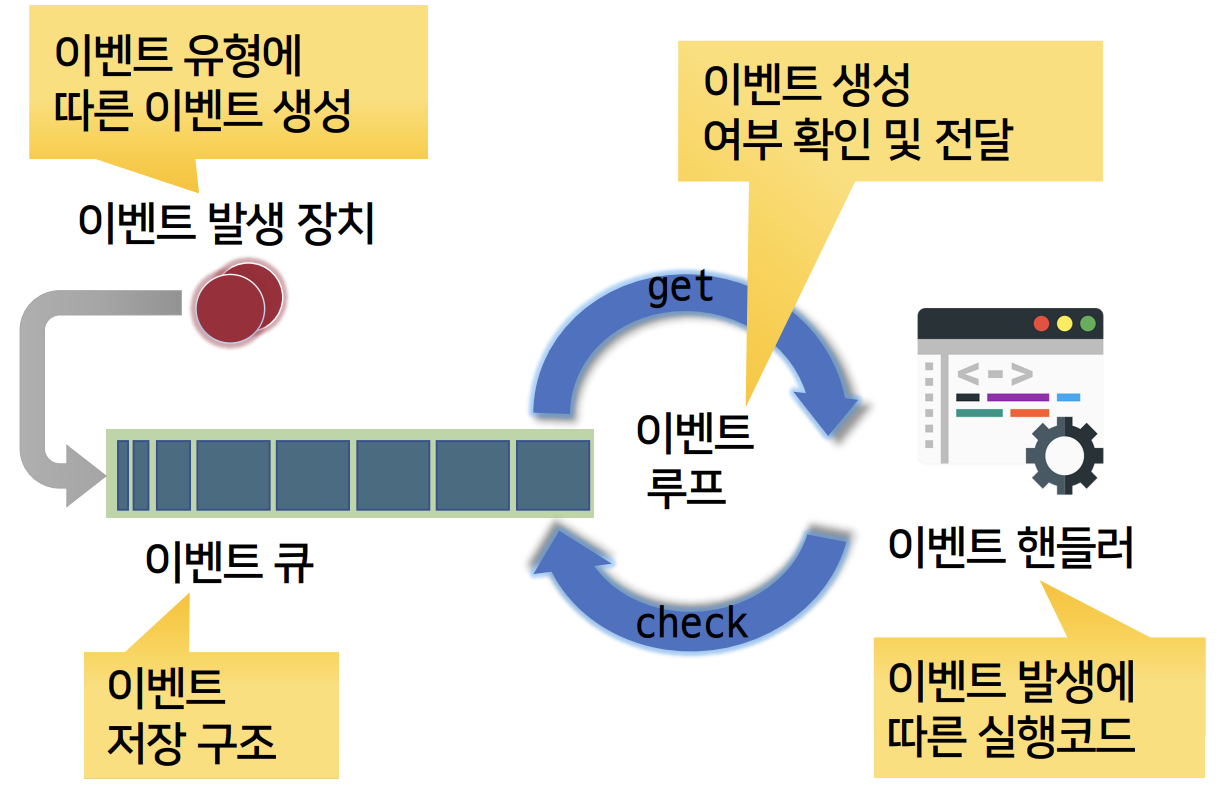 이벤트 유형에
따른 이벤트 생성
이벤트 발생 장치
이벤트 생성
여부 확인 및 전달
get
<->
이벤트
루프
이벤트 큐
이벤트 핸들러
check
이벤트
저장 구조
이벤트 발생에
따른 실행코드